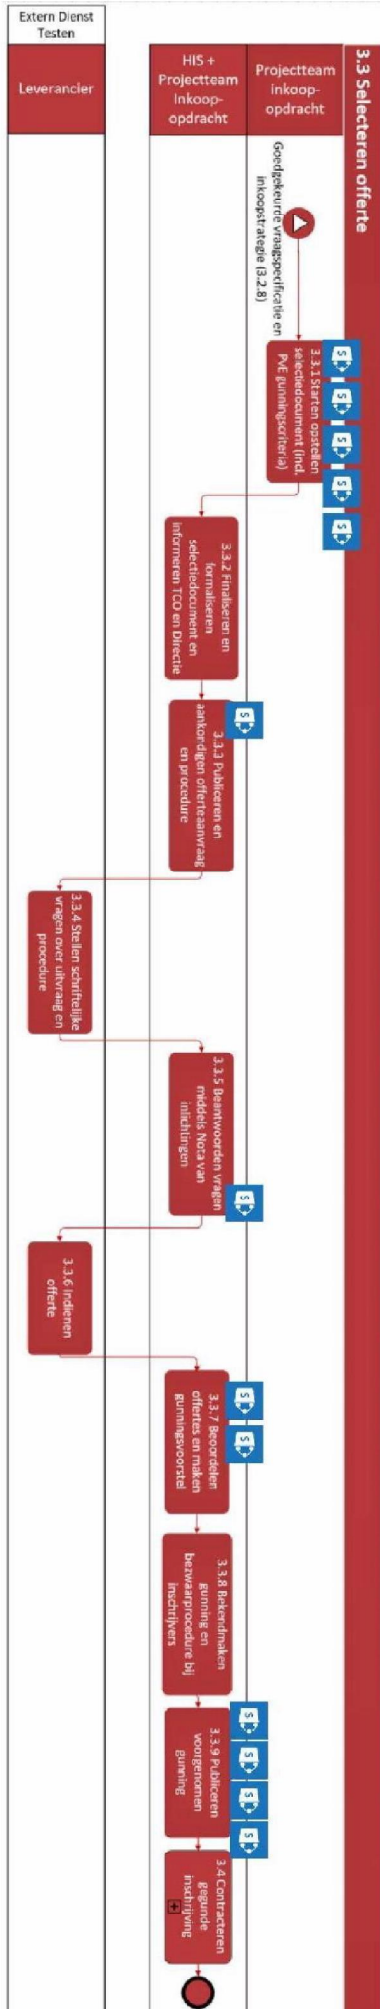 3.3 Selecteren offerte
Projectteam
Inkoop-
opdracht
Goedgekeurde vraagspecificatie en
inkoopstrategie (3.2.8)
3.3.1 Starten opstellen
selectiedocument (incl.
PvE gunningscriteria)
HIS +
Projectteam
Inkoop-
opdracht
3.3.2 Finaliseren en
formaliseren
selectiedocument en
informeren TCO en Directie
3.3.3 Publiceren en
aankondigen offerteaanvraag
en procedure
3.3.5 Beantwoorden vragen
middels Nota van
inlichtingen
3.3.7 Beoordelen
offertes en maken
gunningsvoorstel
3.3.8 Bekendmaken
gunning en
bezwaarprocedure bij
inschrijvers
3.3.9 Publiceren
voorgenomen
gunning
3.4 Contracteren
gegunde
inschrijving
Extern Dienst
Testen
Leverancier
3.3.4 Stellen schriftelijke
vragen over uitvraag en
procedure
3.3.6 Indienen
offerte